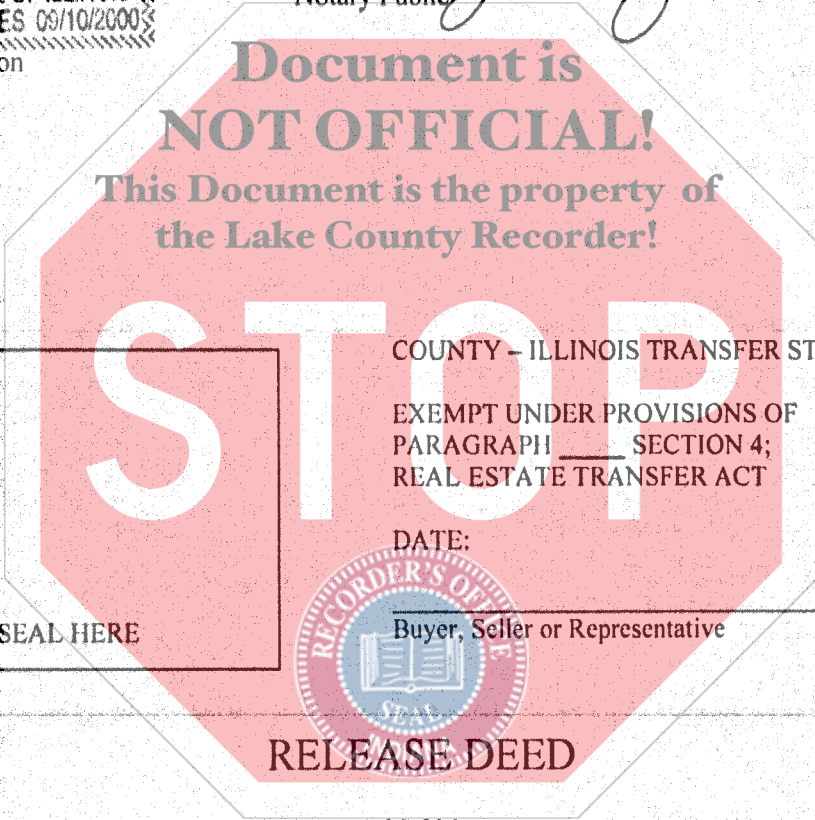 Notary Public
ES 09/10/2000
on
Document is
NOT OFFICIAL!
This Document is the property of
the Lake County Recorder!
STOP
COUNTY – ILLINOIS TRANSFER ST
EXEMPT UNDER PROVISIONS OF
PARAGRAPH ____ SECTION 4;
REAL ESTATE TRANSFER ACT
DATE:
SEAL HERE
Buyer, Seller or Representative
RECORDER'S OFFICE
SEAL
INDIANA
RELEASE DEED